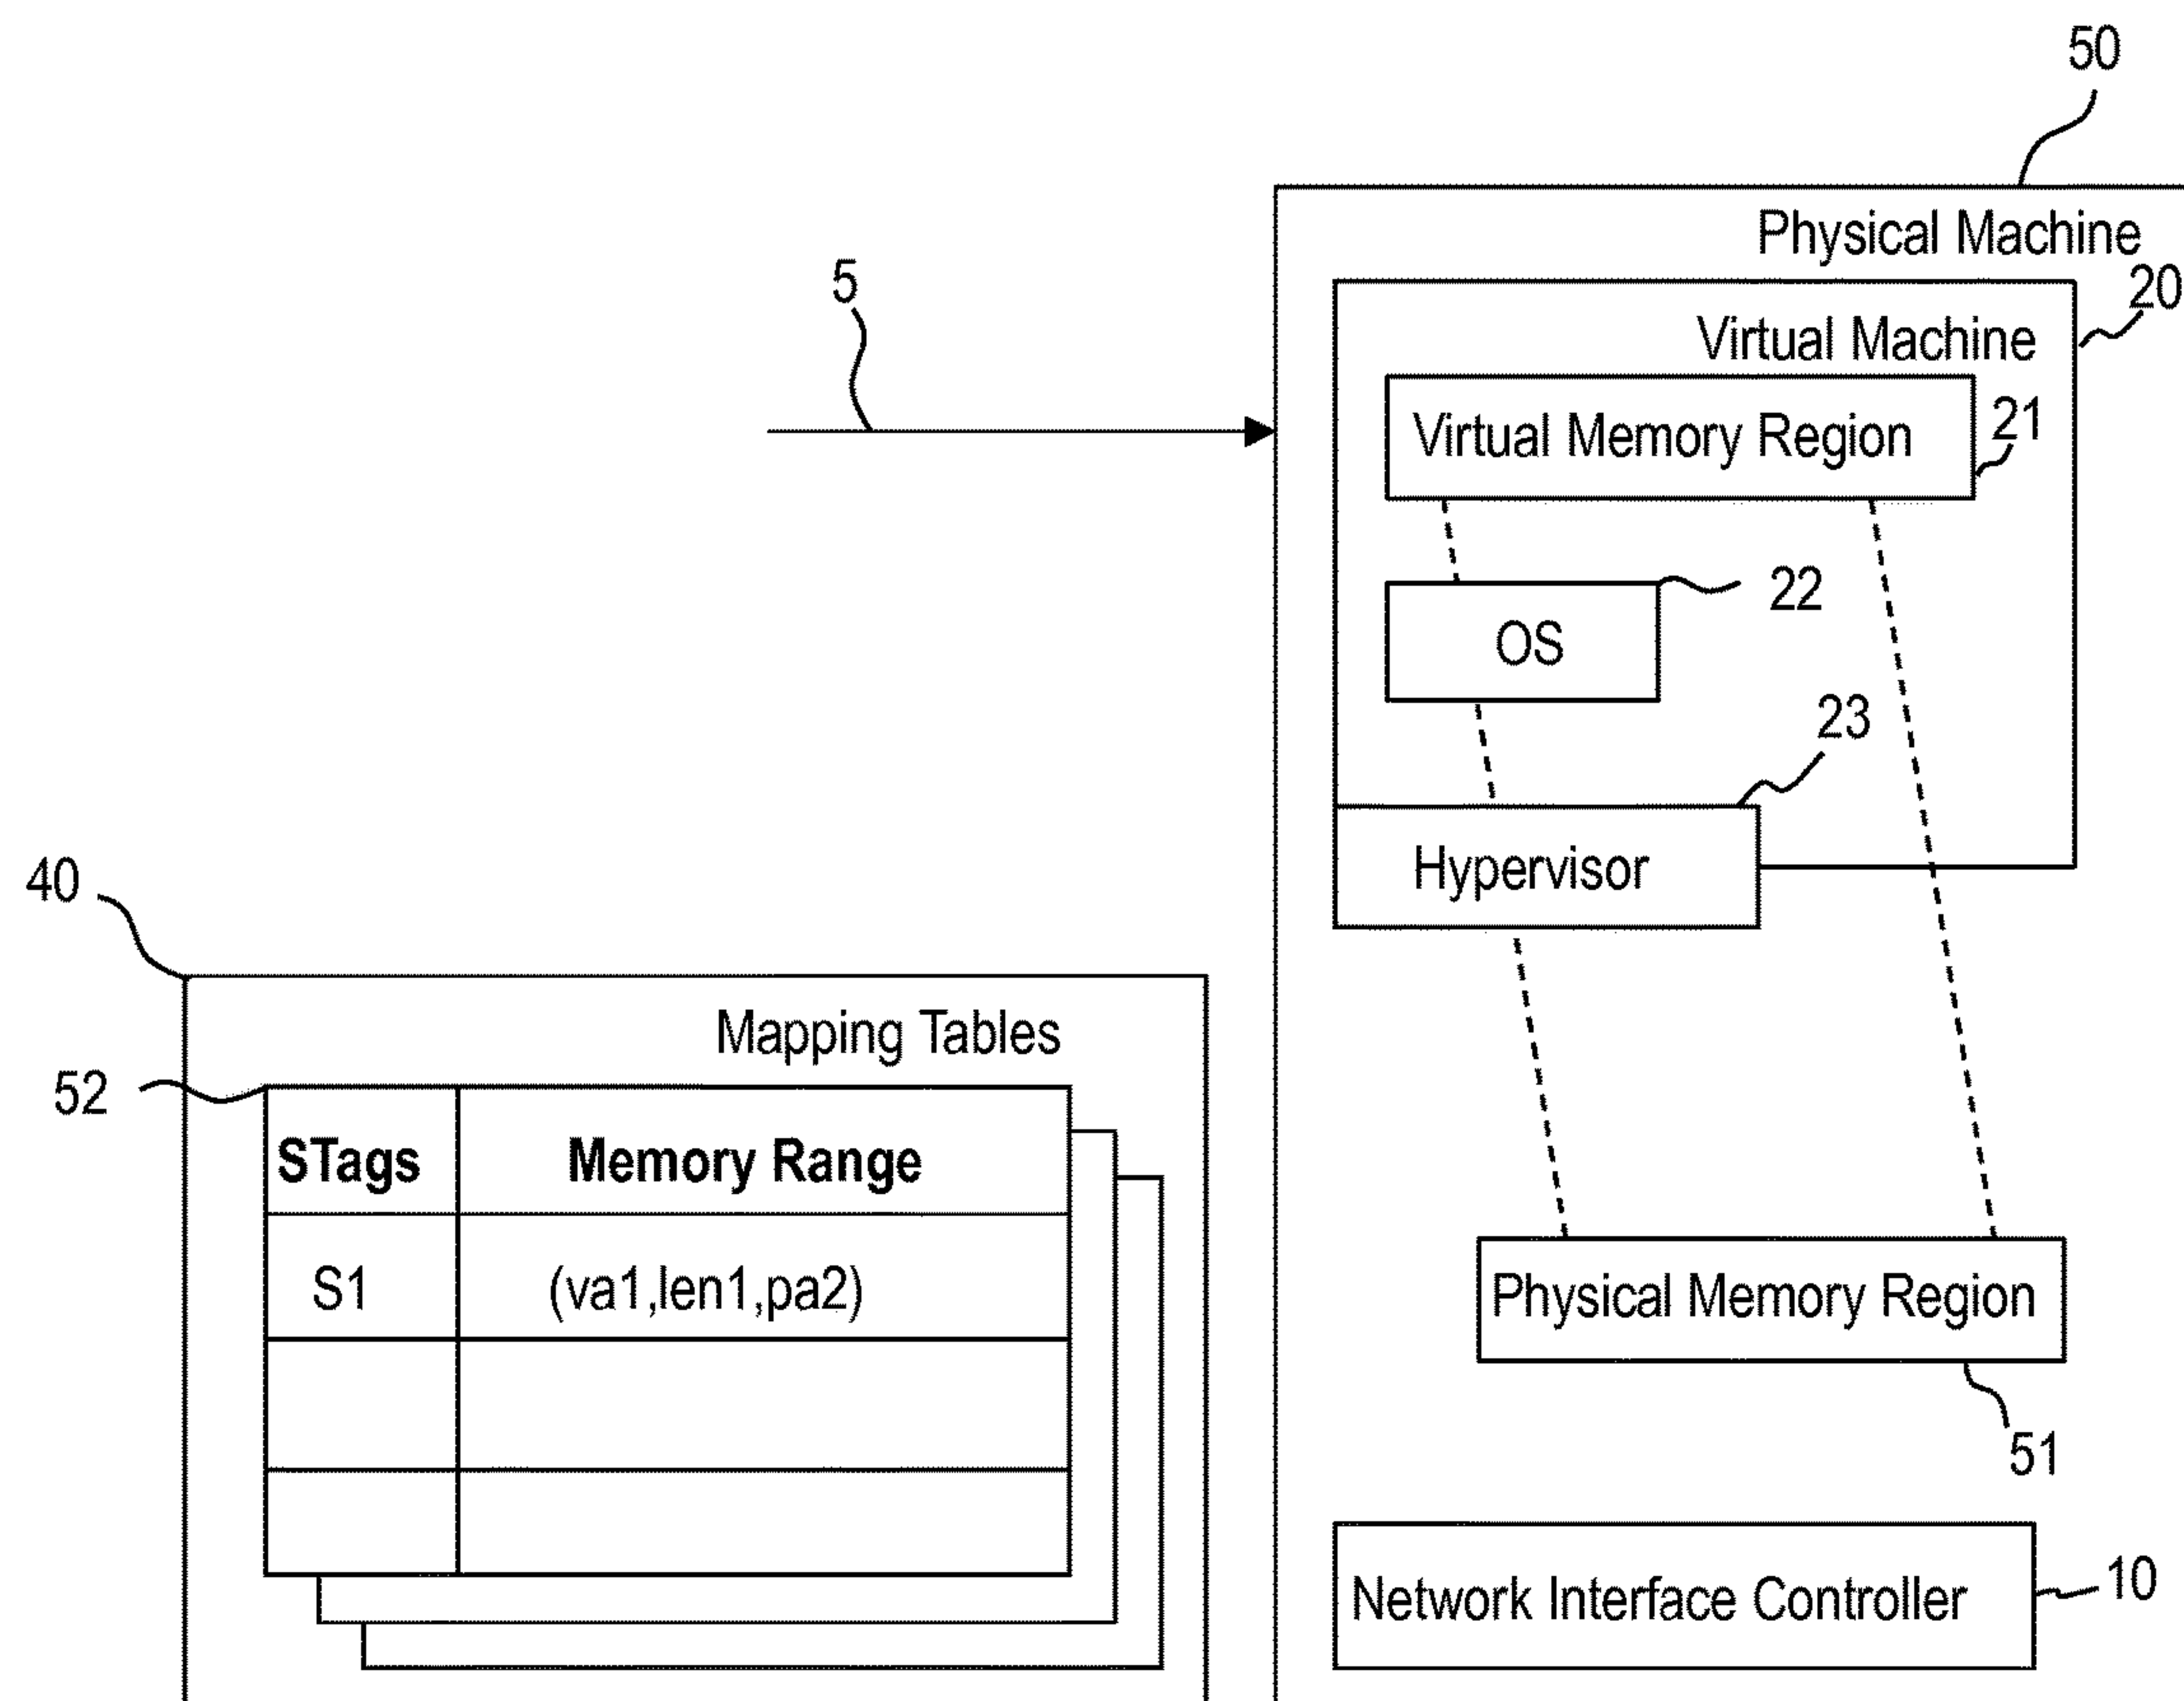 50
Physical Machine
20
5
Virtual Machine
Virtual Memory Region
21
22
OS
23
Hypervisor
40
Mapping Tables
52
STags Memory Range
S1 (va1,len1,pa2)
Physical Memory Region
51
Network Interface Controller
10